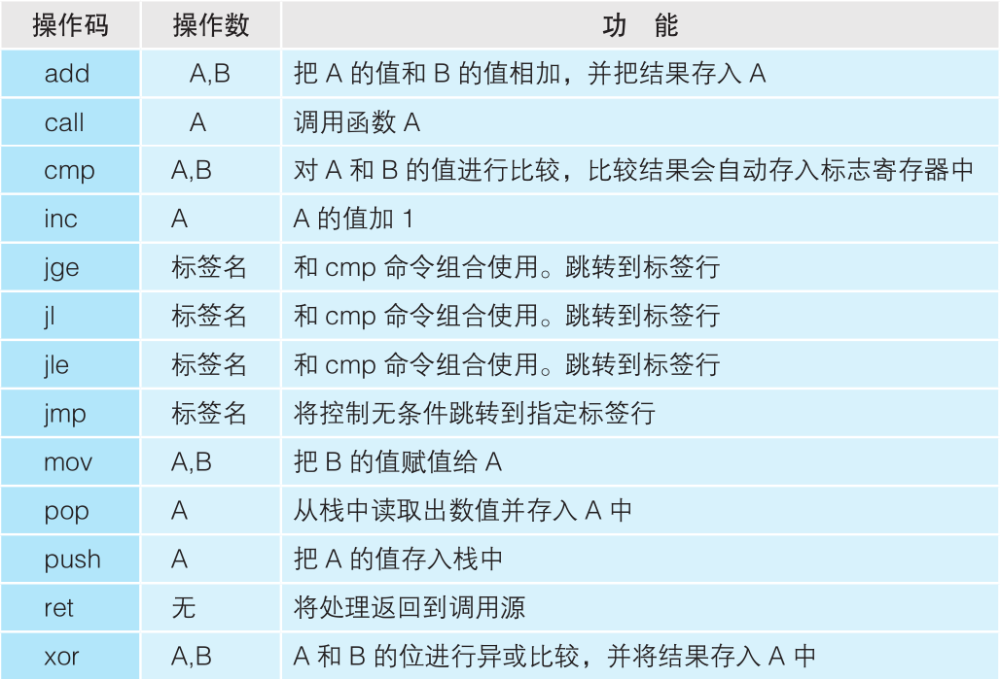 操作码 操作数 功 能
add A,B 把 A 的值和 B 的值相加，并把结果存入 A
call A 调用函数 A
cmp A,B 对 A 和 B 的值进行比较，比较结果会自动存入标志寄存器中
inc A A 的值加 1
jge 标签名 和 cmp 命令组合使用。跳转到标签行
jl 标签名 和 cmp 命令组合使用。跳转到标签行
jle 标签名 和 cmp 命令组合使用。跳转到标签行
jmp 标签名 将控制无条件跳转到指定标签行
mov A,B 把 B 的值赋值给 A
pop A 从栈中读取出数值并存入 A 中
push A 把 A 的值存入栈中
ret 无 将处理返回到调用源
xor A,B A 和 B 的位进行异或比较，并将结果存入 A 中